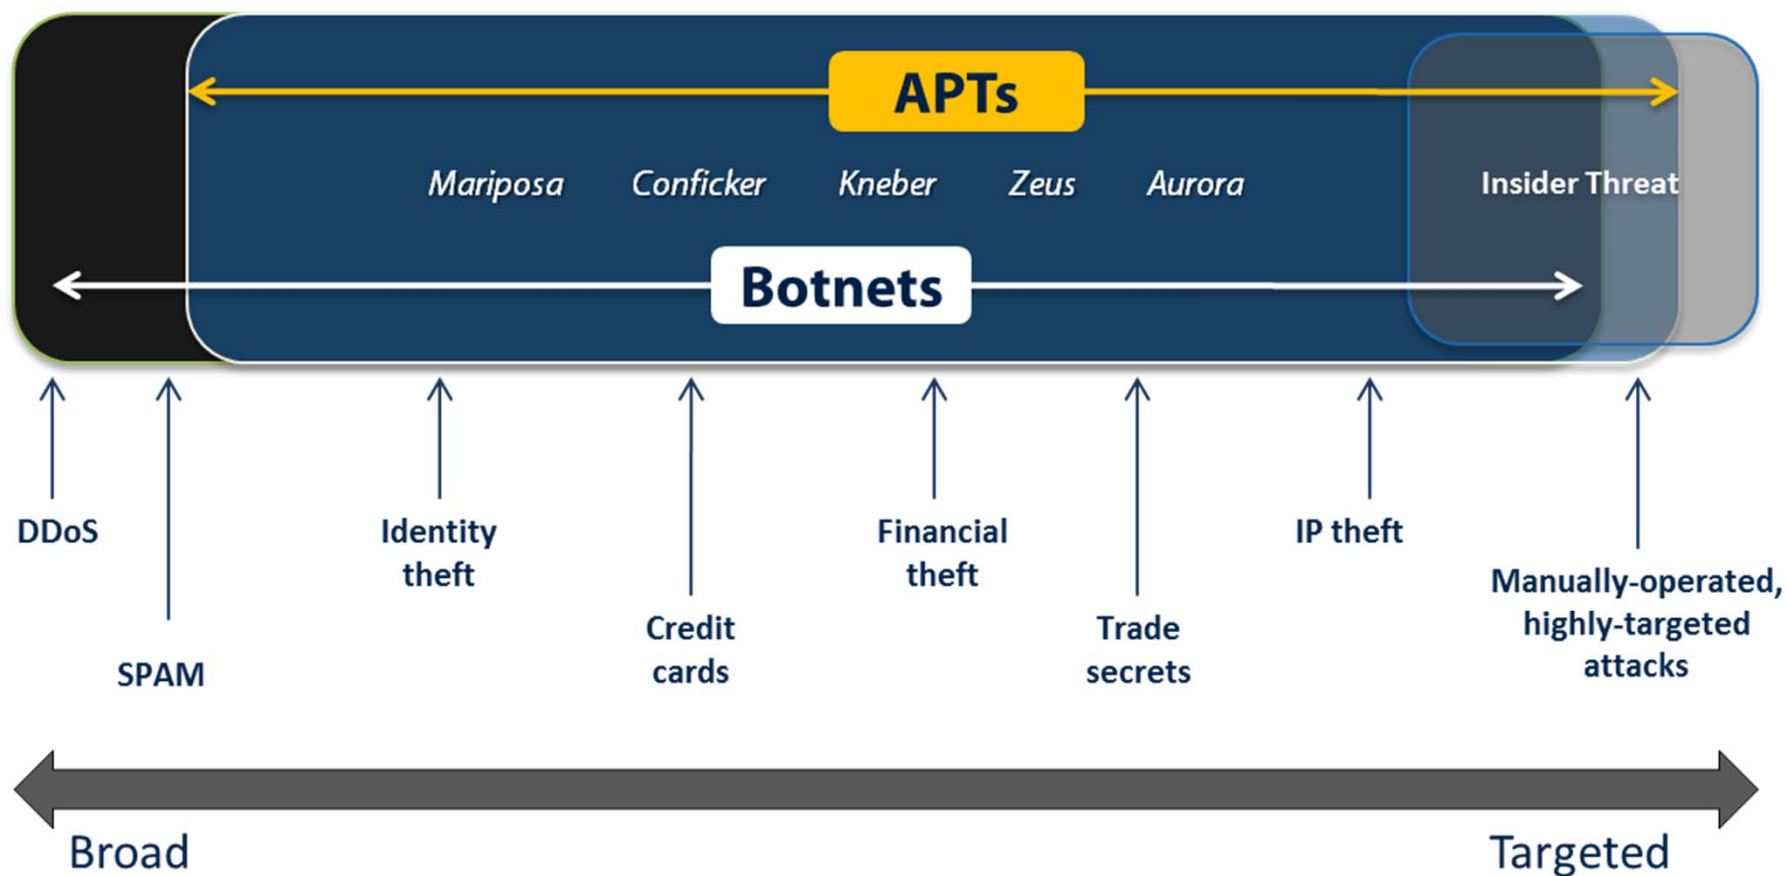 APTs
Mariposa Conficker Kneber Zeus Aurora Insider Threat
Botnets
DDoS
SPAM
Identity
theft
Credit
cards
Financial
theft
Trade
secrets
IP theft
Manually-operated,
highly-targeted
attacks
Broad Targeted